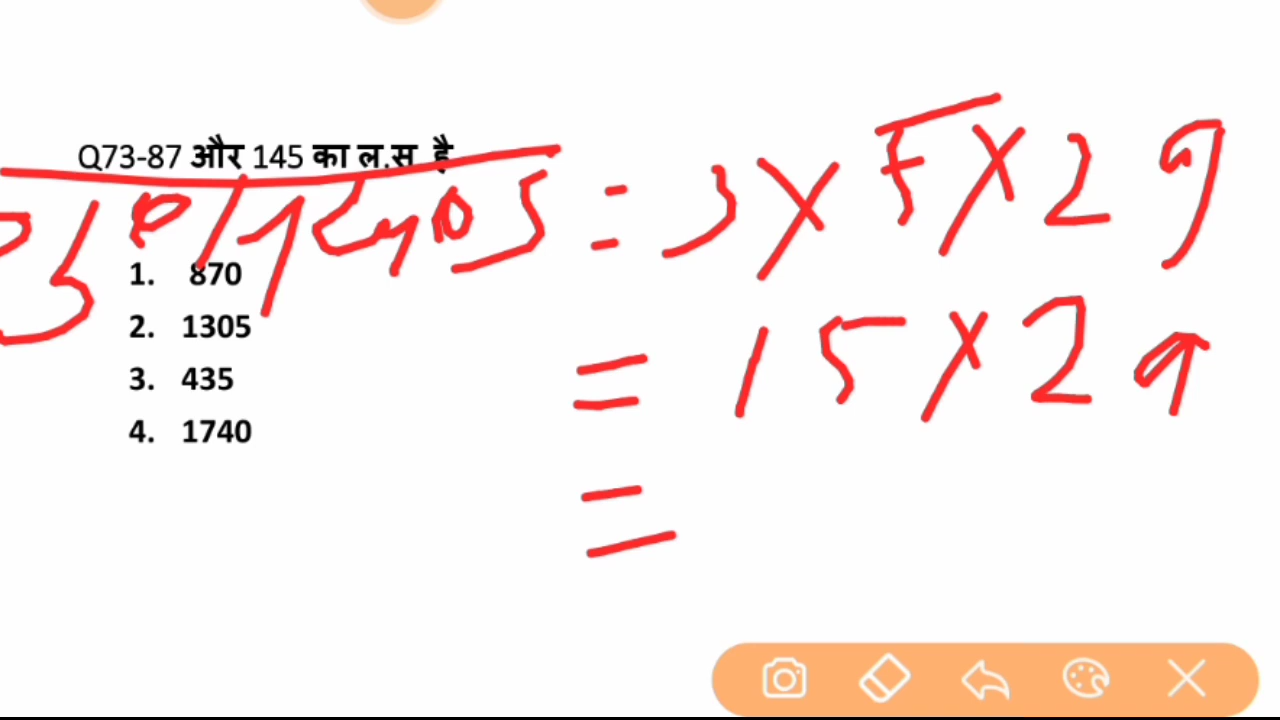 Q73-87 और 145 का ल.स है
= 3 X 5 X 29
1. 870
2. 1305
= 15 X 29
3. 435
4. 1740
=